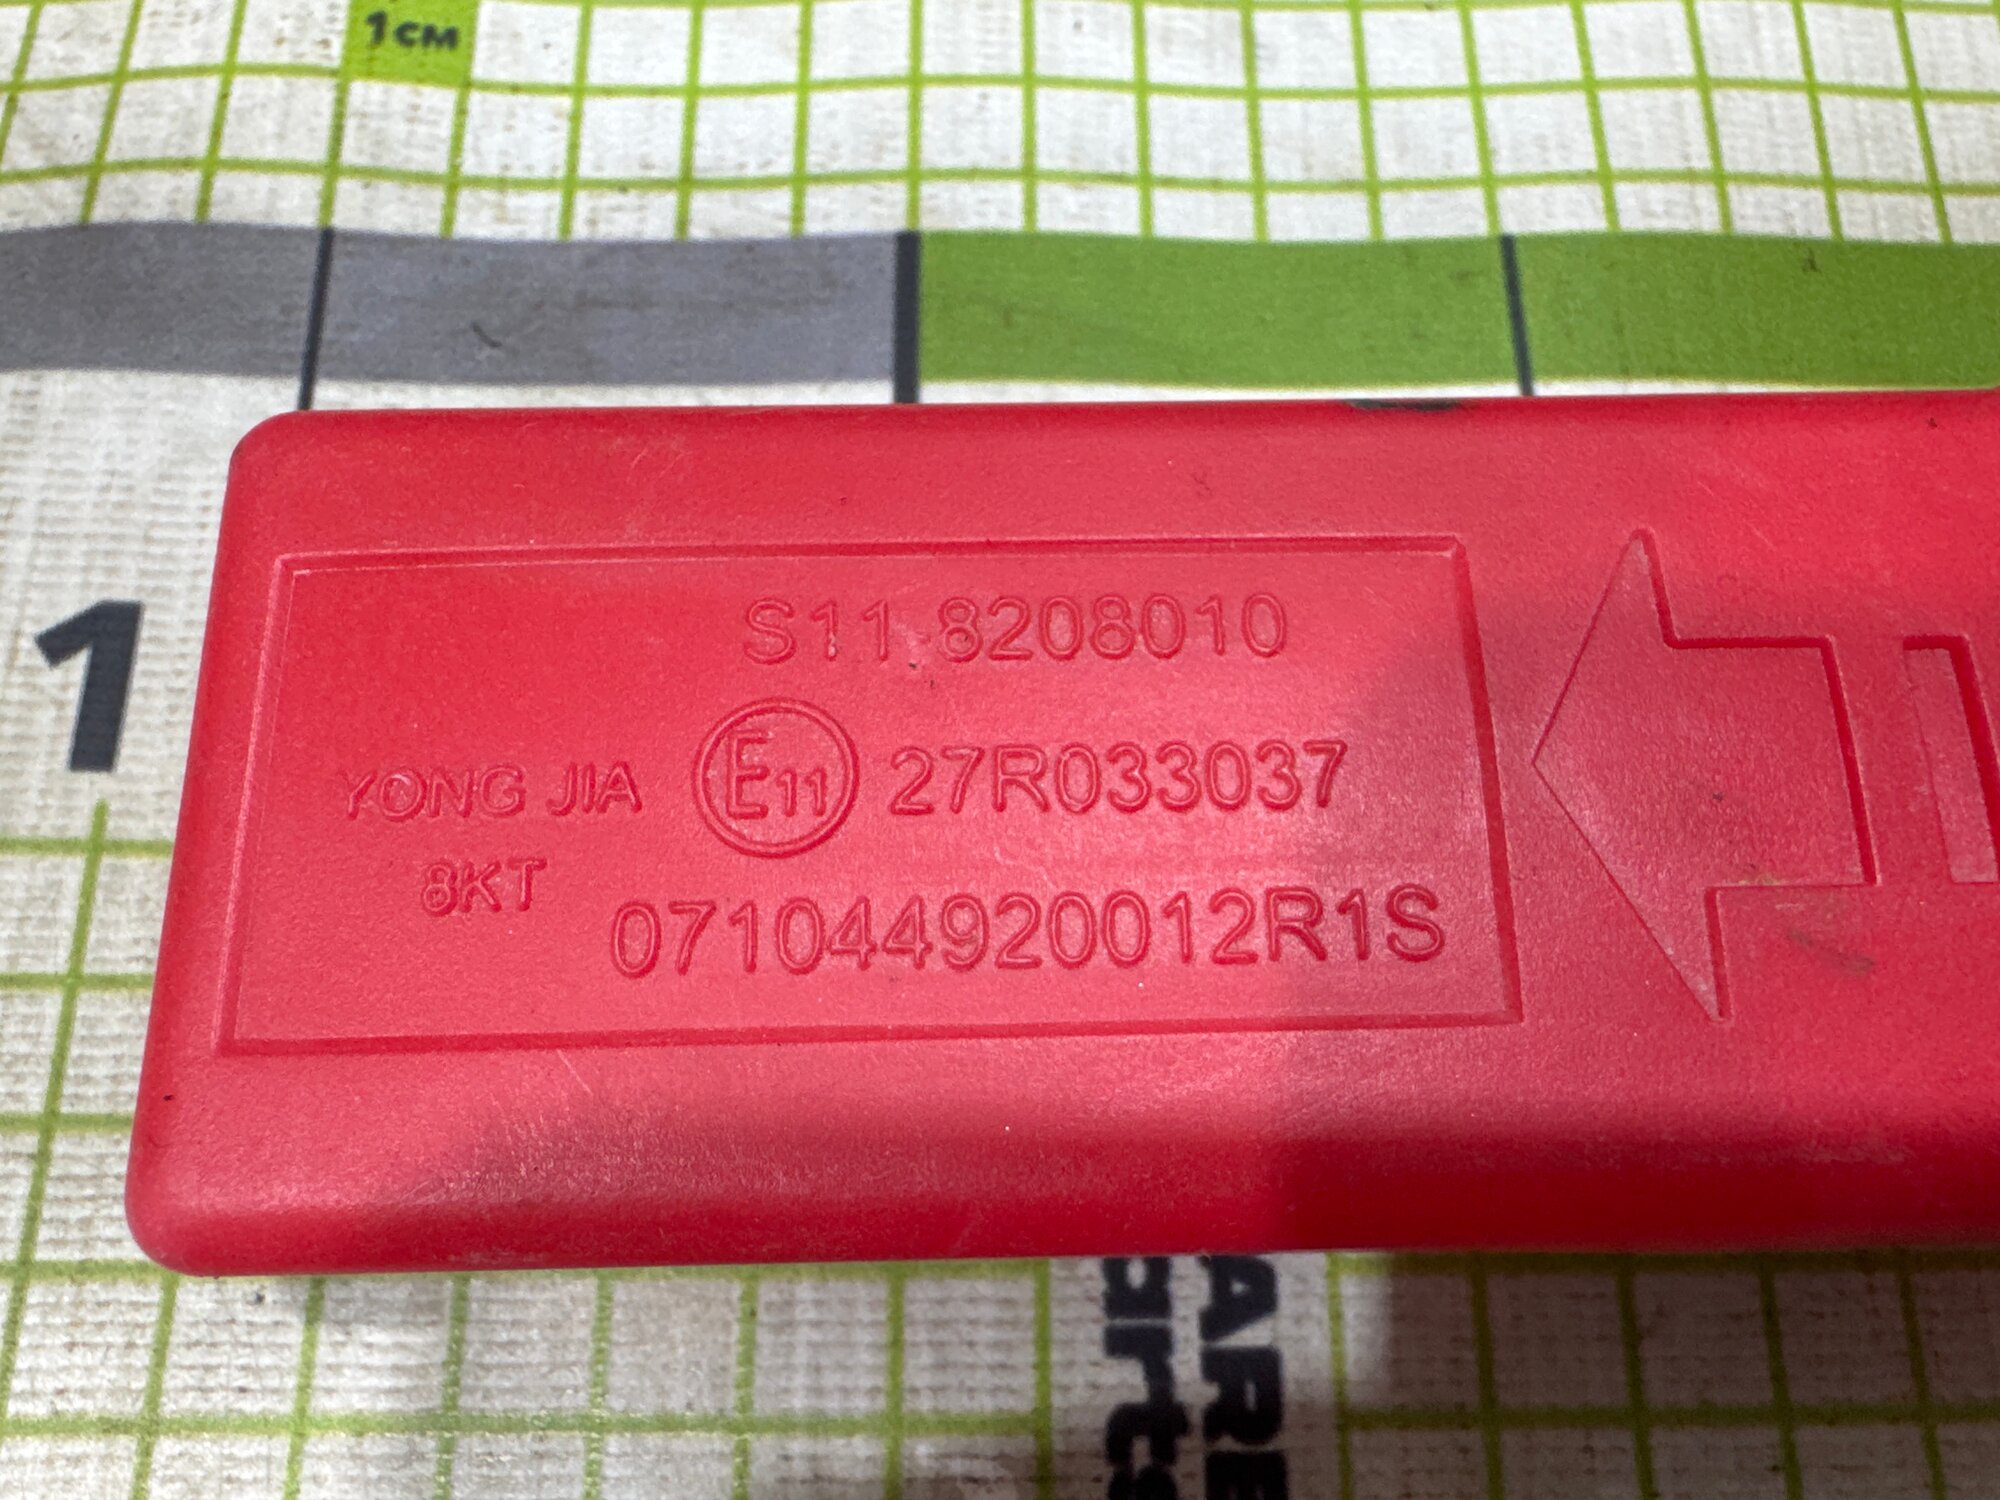 1см
1
S11-8208010
YONG JIA E11 27R033037
8KT
071044920012R1S